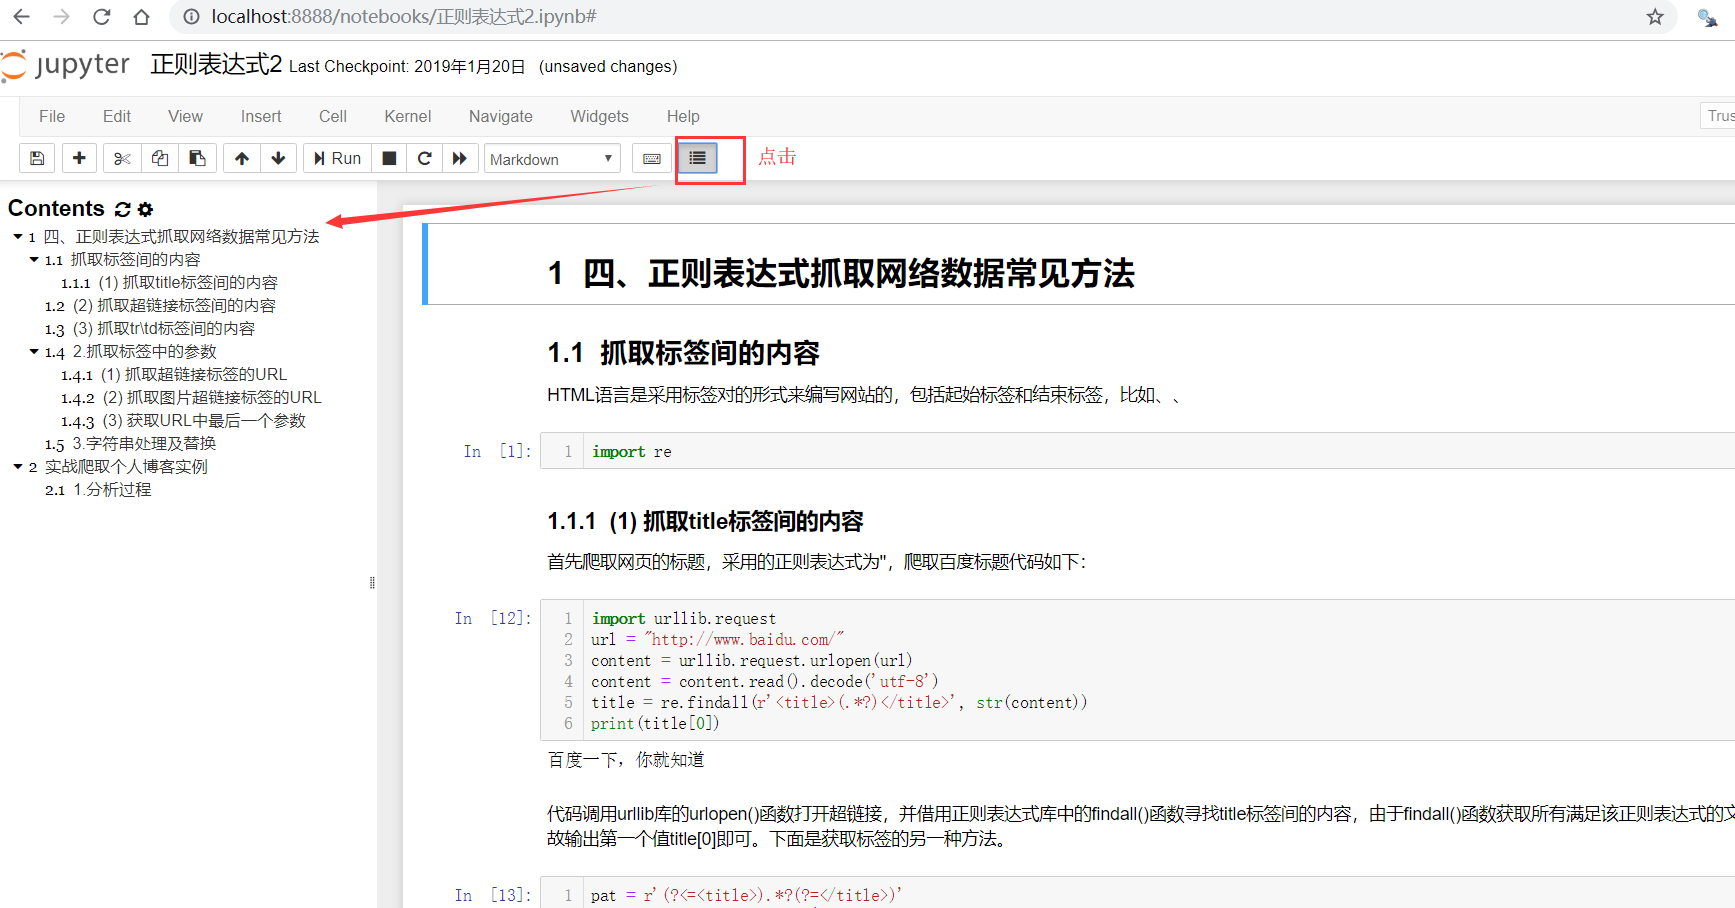 localhost:8888/notebooks/正则表达式2.ipynb#
jupyter 正则表达式2 Last Checkpoint: 2019年1月20日 (unsaved changes)
File Edit View Insert Cell Kernel Navigate Widgets Help Trus
Run Markdown 点击
Contents
1 四、正则表达式抓取网络数据常见方法
1.1 抓取标签间的内容
1.1.1 (1) 抓取title标签间的内容
1.2 (2) 抓取超链接标签间的内容
1.3 (3) 抓取tr\td标签间的内容
1.4 2.抓取标签中的参数
1.4.1 (1) 抓取超链接标签的URL
1.4.2 (2) 抓取图片超链接标签的URL
1.4.3 (3) 获取URL中最后一个参数
1.5 3.字符串处理及替换
2 实战爬取个人博客实例
2.1 1.分析过程
1 四、正则表达式抓取网络数据常见方法
1.1 抓取标签间的内容
HTML语言是采用标签对的形式来编写网站的，包括起始标签和结束标签，比如、、
In [1]: 1 import re
1.1.1 (1) 抓取title标签间的内容
首先爬取网页的标题，采用的正则表达式为''，爬取百度标题代码如下：
In [12]: 1 import urllib.request
2 url = "http://www.baidu.com/"
3 content = urllib.request.urlopen(url)
4 content = content.read().decode('utf-8')
5 title = re.findall(r'<title>(.*?)</title>', str(content))
6 print(title[0])
百度一下，你就知道
代码调用urllib库的urlopen()函数打开超链接，并借用正则表达式库中的findall()函数寻找title标签间的内容，由于findall()函数获取所有满足该正则表达式的文
故输出第一个值title[0]即可。下面是获取标签的另一种方法。
In [13]: 1 pat = r'(?<=<title>).*?(?=</title>)'